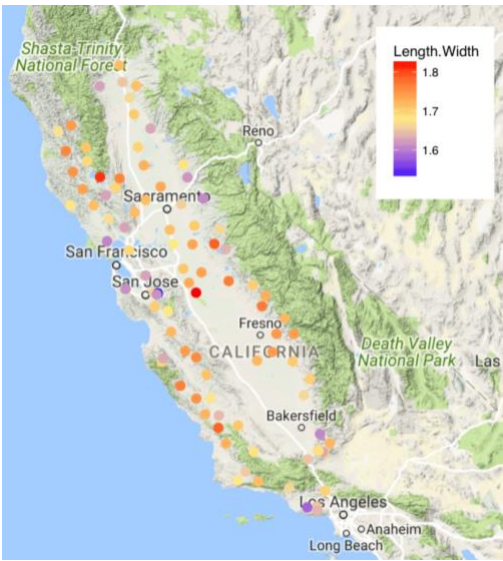 Shasta-Trinity
National Forest
Length.Width
1.8
1.7
1.6
Reno
Sacramento
San Francisco
San Jose
Fresno
CALIFORNIA
Death Valley
National Park
Las
Bakersfield
Los Angeles
Anaheim
Long Beach